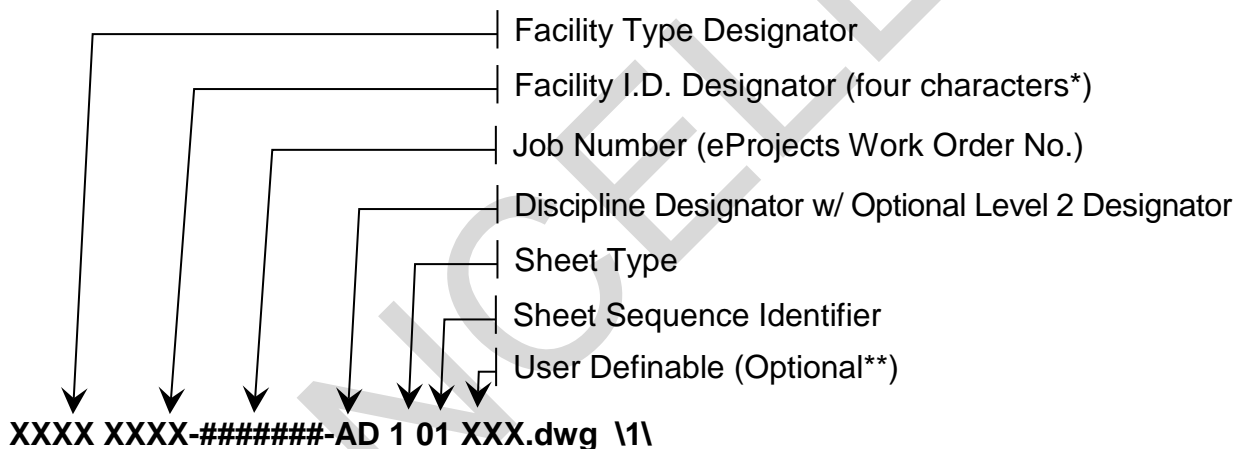 Facility Type Designator
Facility I.D. Designator (four characters*)
Job Number (eProjects Work Order No.)
Discipline Designator w/ Optional Level 2 Designator
Sheet Type
Sheet Sequence Identifier
User Definable (Optional**)
XXXX XXXX-#######-AD 1 01 XXX.dwg \1\